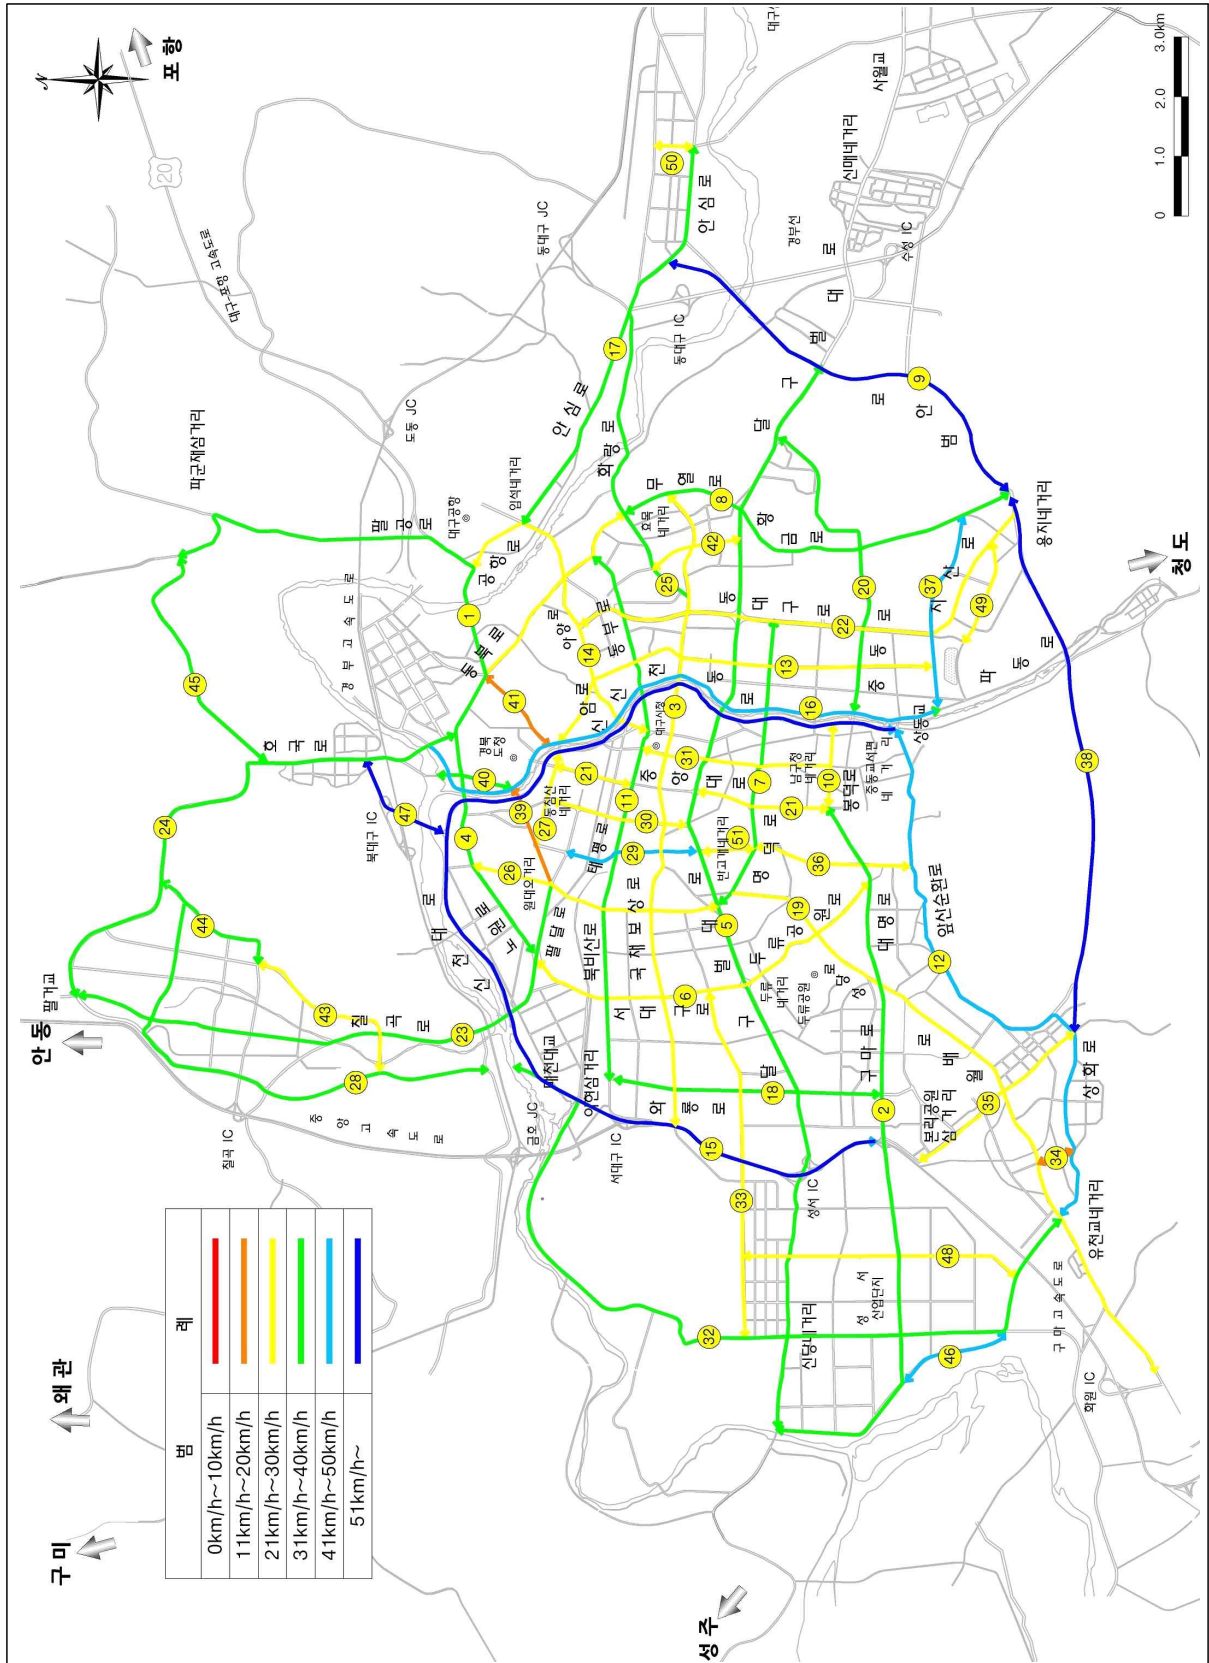 구미
왜관
안동
포항
성주
청도
N
20
0 1.0 2.0 3.0km
범 례
0km/h~10km/h
11km/h~20km/h
21km/h~30km/h
31km/h~40km/h
41km/h~50km/h
51km/h~
팔거교
파군재삼거리
대구-포항 고속도로
도동 JC
동대구 JC
경부고속도로
호국로
팔공로
대구공항
입석네거리
공항로
안심로
안심로
동북로
화랑로
동대구 IC
경부선
달구벌대로
사월교
신매네거리
수성 IC
범안로
용지네거리
무열로
효목네거리
황금로
아양로
동부로
동대구로
시산로
파동로
상동교
중동로
신천동로
신암로
경북도청
북대구 IC
동침산네거리
대구시청
중앙대로
남구청네거리
봉덕로
중동교서편네거리
태평로
원대오거리
반고개네거리
명덕로
신천대로
노원로
팔달로
북비산로
국채보상로
달구벌대로
두류공원로
대명로
앞산순환로
두류네거리
두류공원
성당로
서대구로
칠곡로
중앙고속도로
칠곡 IC
금호 JC
매천대교
이현삼거리
서대구 IC
와룡로
구마로
월배로
본리공원삼거리
상화로
성서 IC
신당네거리
성서산업단지
유천교네거리
구마고속도로
화원 IC
1
2
3
4
5
6
7
8
9
10
11
12
13
14
15
16
17
18
19
20
21
21
22
23
24
25
26
27
28
29
30
31
32
33
34
35
36
37
38
39
40
41
42
43
44
45
46
47
48
49
50
51